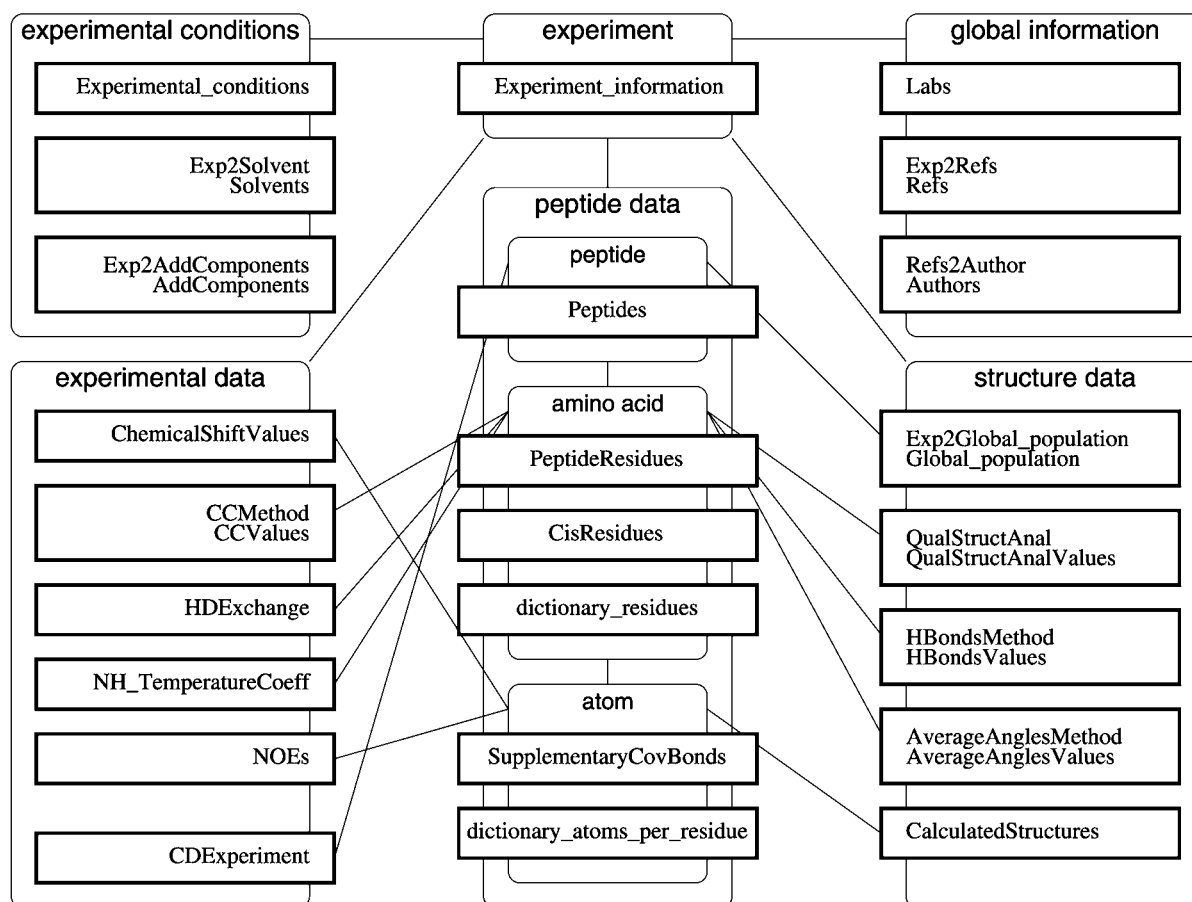 experimental conditions
Experimental_conditions
Exp2Solvent
Solvents
Exp2AddComponents
AddComponents
experiment
Experiment_information
global information
Labs
Exp2Refs
Refs
Refs2Author
Authors
peptide data
peptide
Peptides
amino acid
PeptideResidues
CisResidues
dictionary_residues
atom
SupplementaryCovBonds
dictionary_atoms_per_residue
experimental data
ChemicalShiftValues
CCMethod
CCValues
HDExchange
NH_TemperatureCoeff
NOEs
CDExperiment
structure data
Exp2Global_population
Global_population
QualStructAnal
QualStructAnalValues
HBondsMethod
HBondsValues
AverageAnglesMethod
AverageAnglesValues
CalculatedStructures